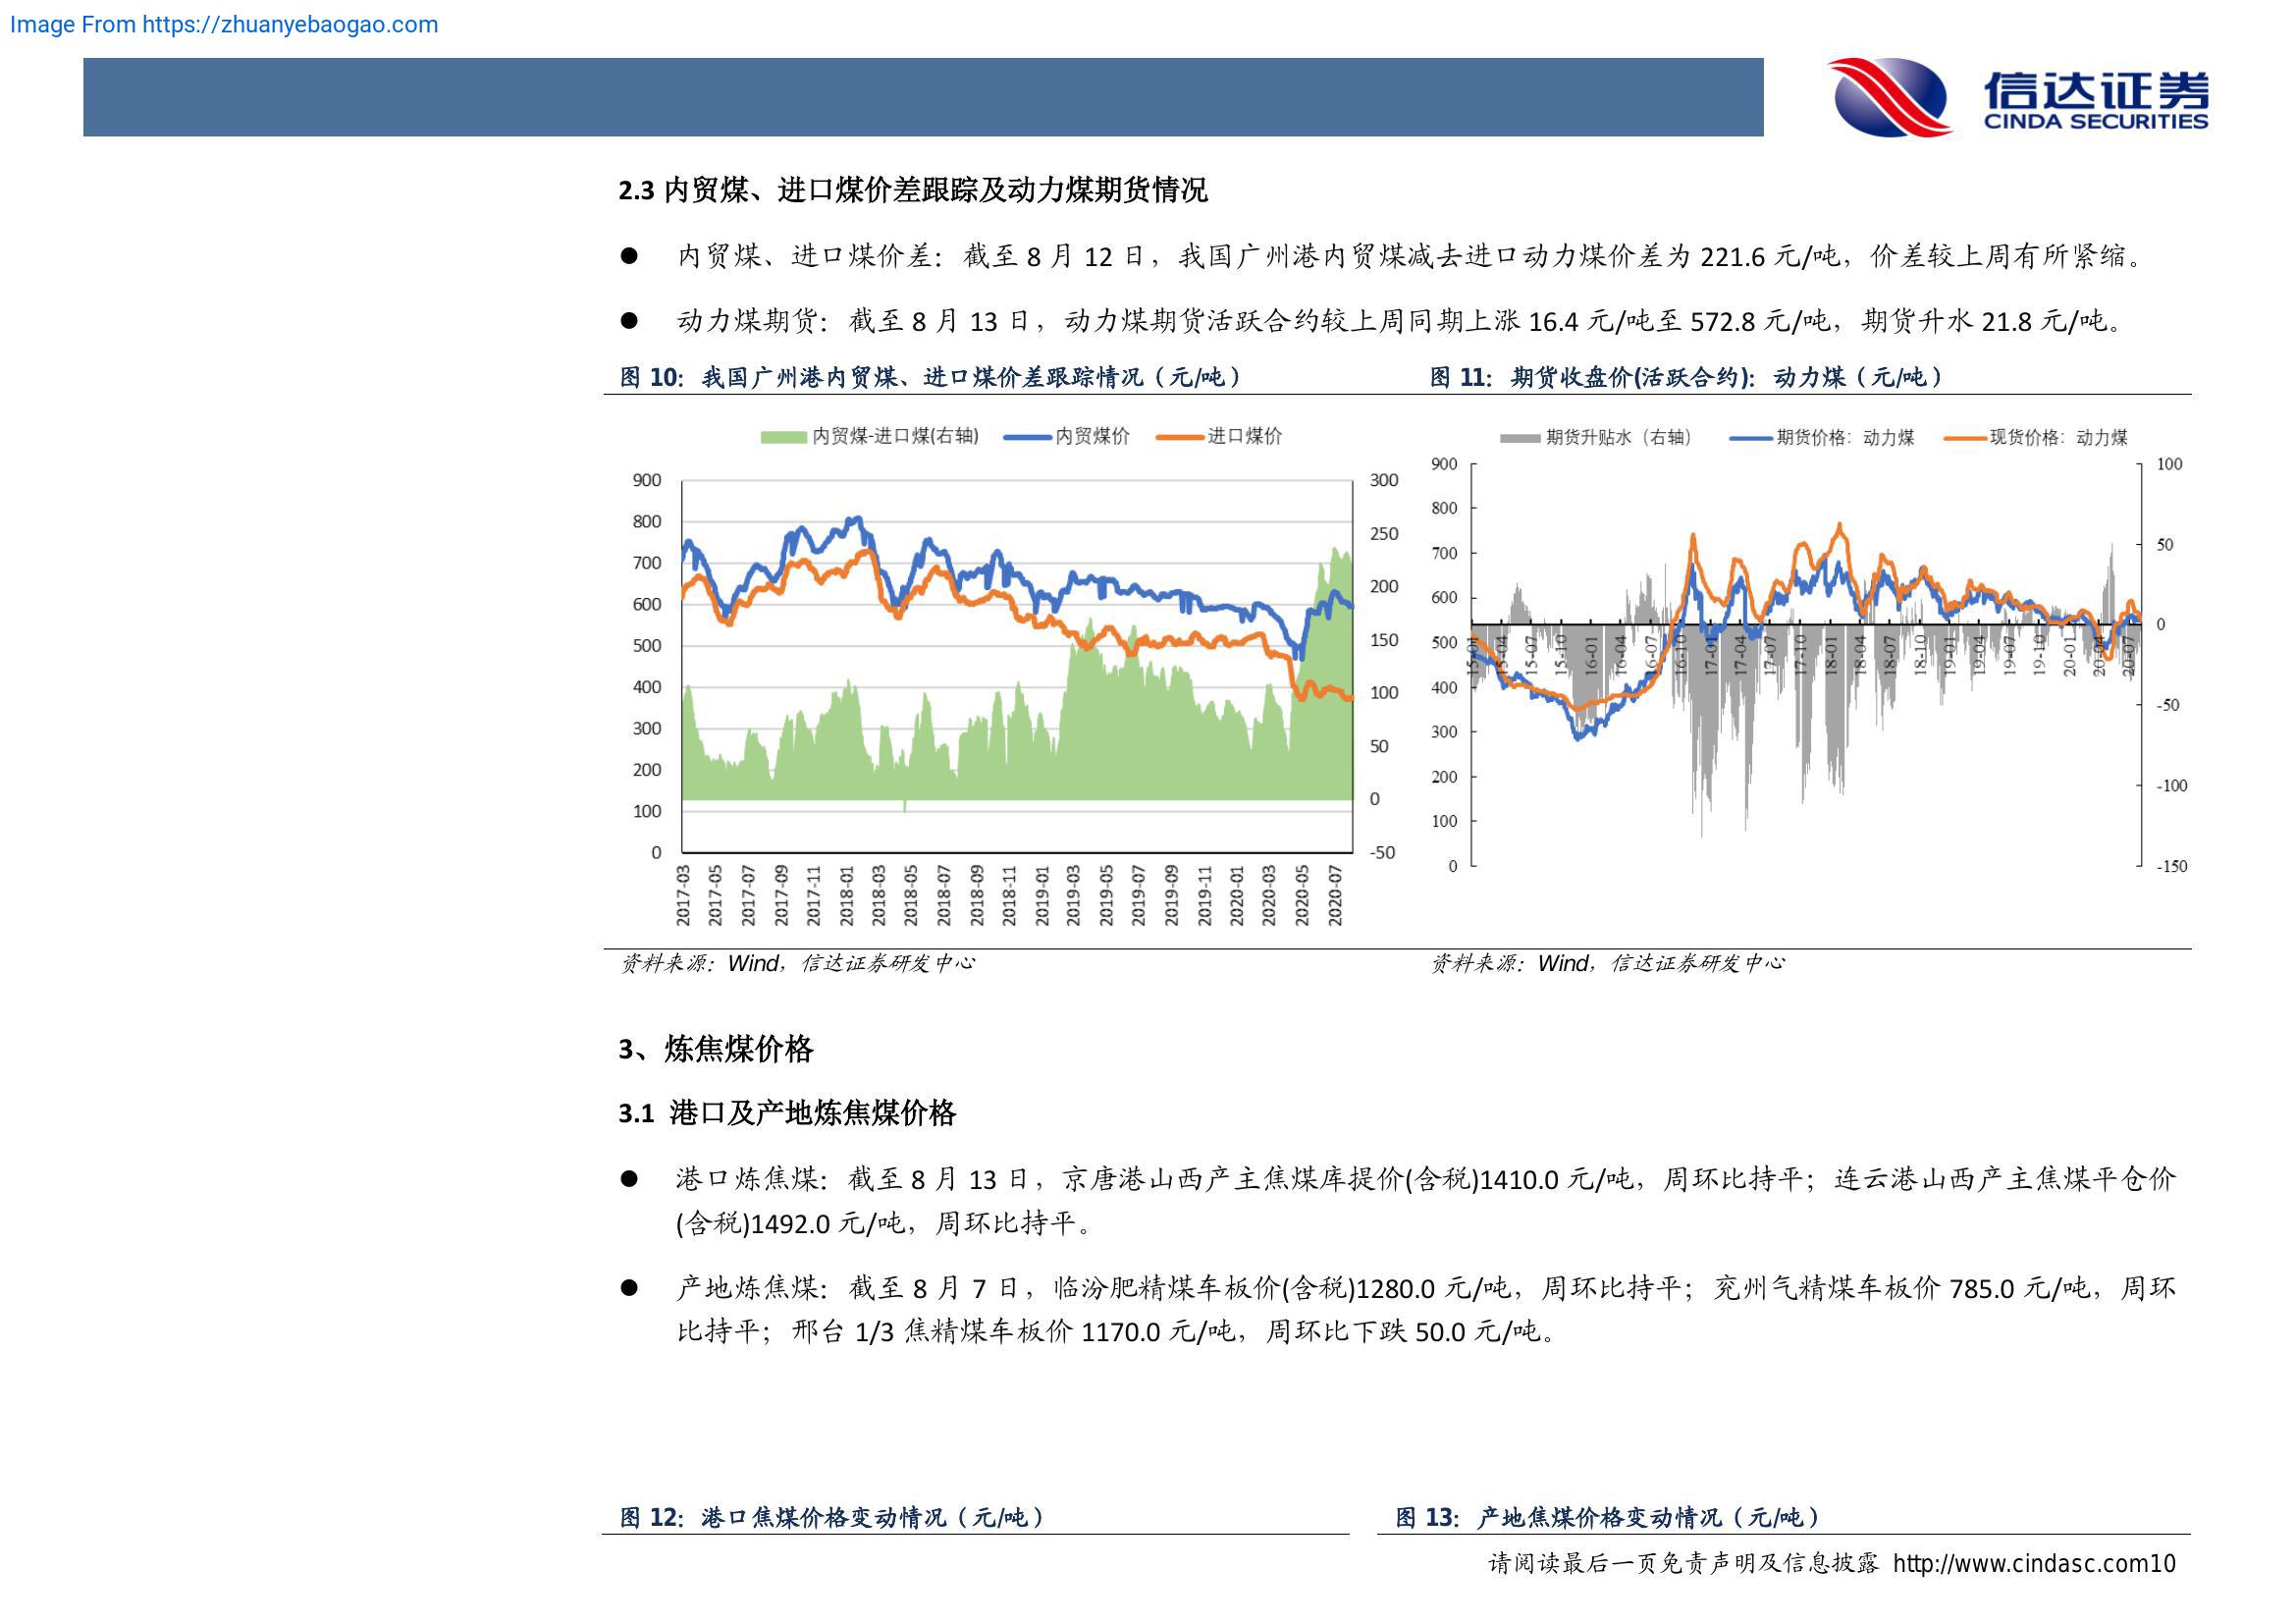 Image From https://zhuanyebaogao.com
信达证券
CINDA SECURITIES
2.3 内贸煤、进口煤价差跟踪及动力煤期货情况
● 内贸煤、进口煤价差：截至 8 月 12 日，我国广州港内贸煤减去进口动力煤价差为 221.6 元/吨，价差较上周有所紧缩。
● 动力煤期货：截至 8 月 13 日，动力煤期货活跃合约较上周同期上涨 16.4 元/吨至 572.8 元/吨，期货升水 21.8 元/吨。
图 10：我国广州港内贸煤、进口煤价差跟踪情况（元/吨）
内贸煤-进口煤(右轴) 内贸煤价 进口煤价
900
800
700
600
500
400
300
200
100
0
300
250
200
150
100
50
0
-50
2017-03 2017-05 2017-07 2017-09 2017-11 2018-01 2018-03 2018-05 2018-07 2018-09 2018-11 2019-01 2019-03 2019-05 2019-07 2019-09 2019-11 2020-01 2020-03 2020-05 2020-07
资料来源：Wind，信达证券研发中心
图 11：期货收盘价(活跃合约)：动力煤（元/吨）
期货升贴水（右轴） 期货价格：动力煤 现货价格：动力煤
900
800
700
600
500
400
300
200
100
0
100
50
0
-50
-100
-150
15-01 15-04 15-07 15-10 16-01 16-04 16-07 16-10 17-01 17-04 17-07 17-10 18-01 18-04 18-07 18-10 19-01 19-04 19-07 19-10 20-01 20-04 20-07
资料来源：Wind，信达证券研发中心
3、炼焦煤价格
3.1 港口及产地炼焦煤价格
● 港口炼焦煤：截至 8 月 13 日，京唐港山西产主焦煤库提价(含税)1410.0 元/吨，周环比持平；连云港山西产主焦煤平仓价
(含税)1492.0 元/吨，周环比持平。
● 产地炼焦煤：截至 8 月 7 日，临汾肥精煤车板价(含税)1280.0 元/吨，周环比持平；兖州气精煤车板价 785.0 元/吨，周环
比持平；邢台 1/3 焦精煤车板价 1170.0 元/吨，周环比下跌 50.0 元/吨。
图 12：港口焦煤价格变动情况（元/吨）
图 13：产地焦煤价格变动情况（元/吨）
请阅读最后一页免责声明及信息披露 http://www.cindasc.com10